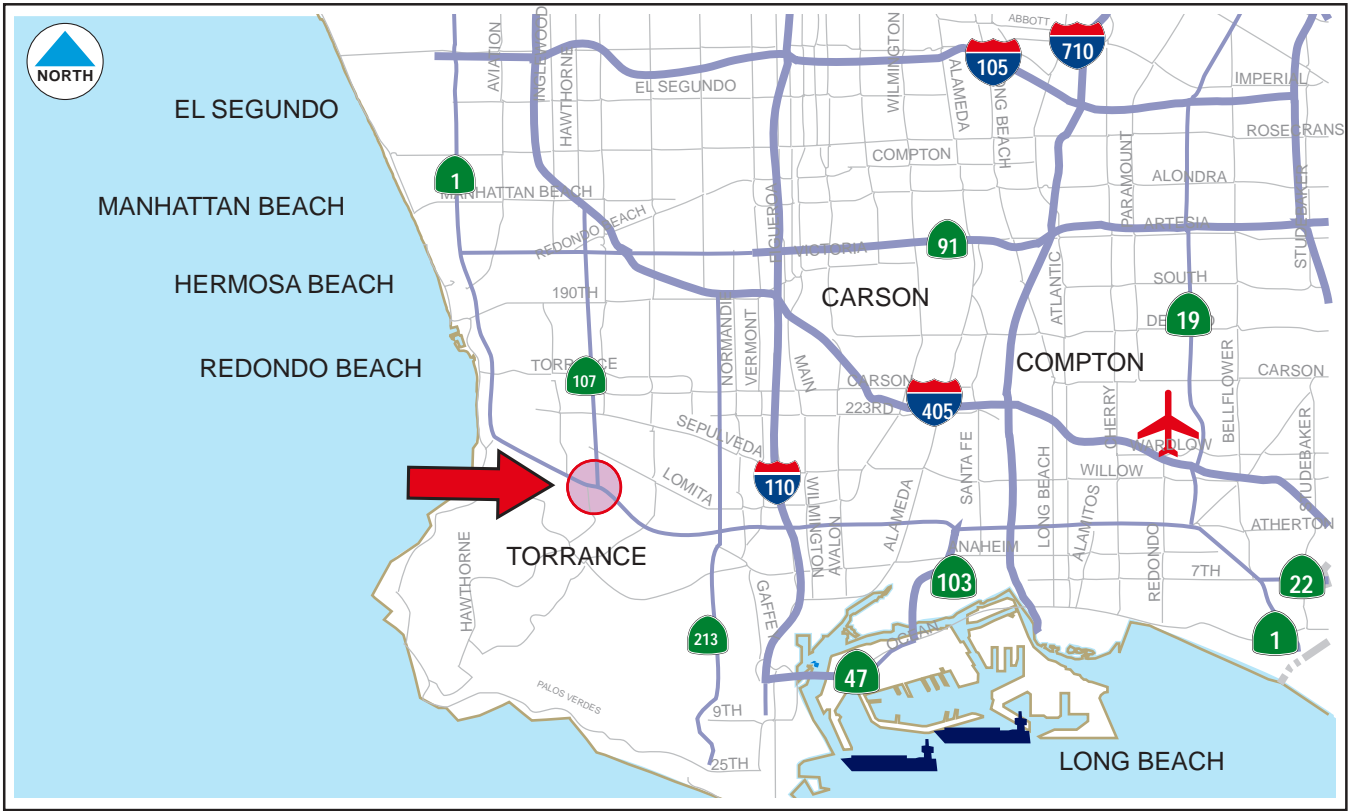 ABBOTT
AVIATION
INGLEWOOD
HAWTHORNE
WILMINGTON
ALAMEDA
LONG BEACH
710
105
NORTH
IMPERIAL
EL SEGUNDO
EL SEGUNDO
ROSECRANS
COMPTON
PARAMOUNT
ALONDRA
STUDEBAKER
1
MANHATTAN BEACH
MANHATTAN BEACH
REDONDO BEACH
FIGUEROA
VICTORIA
91
ARTESIA
HERMOSA BEACH
190TH
CARSON
ATLANTIC
SOUTH
19
NORMANDIE
VERMONT
MAIN
REDONDO BEACH
TORRANCE
107
CARSON
223RD
405
COMPTON
CHERRY
BELLFLOWER
CARSON
SEPULVEDA
LOMITA
110
WILMINGTON
AVALON
ALAMEDA
SANTA FE
LONG BEACH
WARDLOW
WILLOW
ALAMITOS
REDONDO
STUDEBAKER
ATHERTON
TORRANCE
HAWTHORNE
ANAHEIM
103
7TH
22
213
OCEAN
47
1
PALOS VERDES
9TH
25TH
LONG BEACH